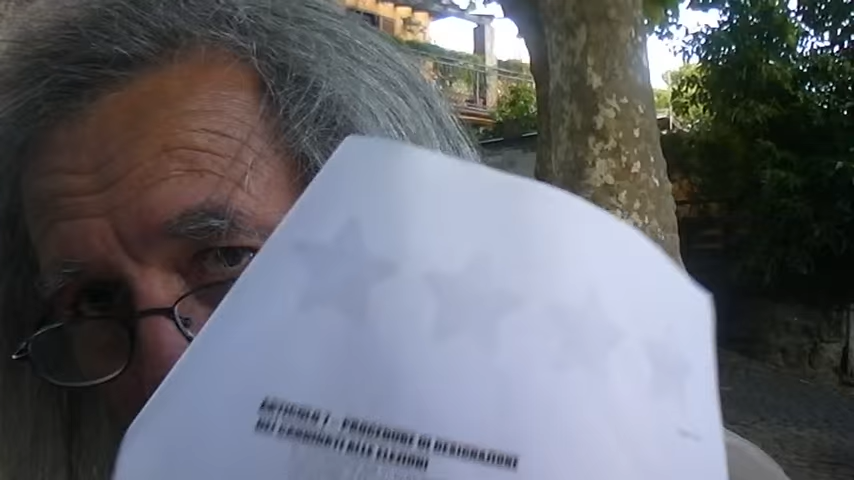 ARTICOLO 1. PROCEDURE DI DESIGNAZIONE
DEI CANDIDATI ALLE ELEZIONI